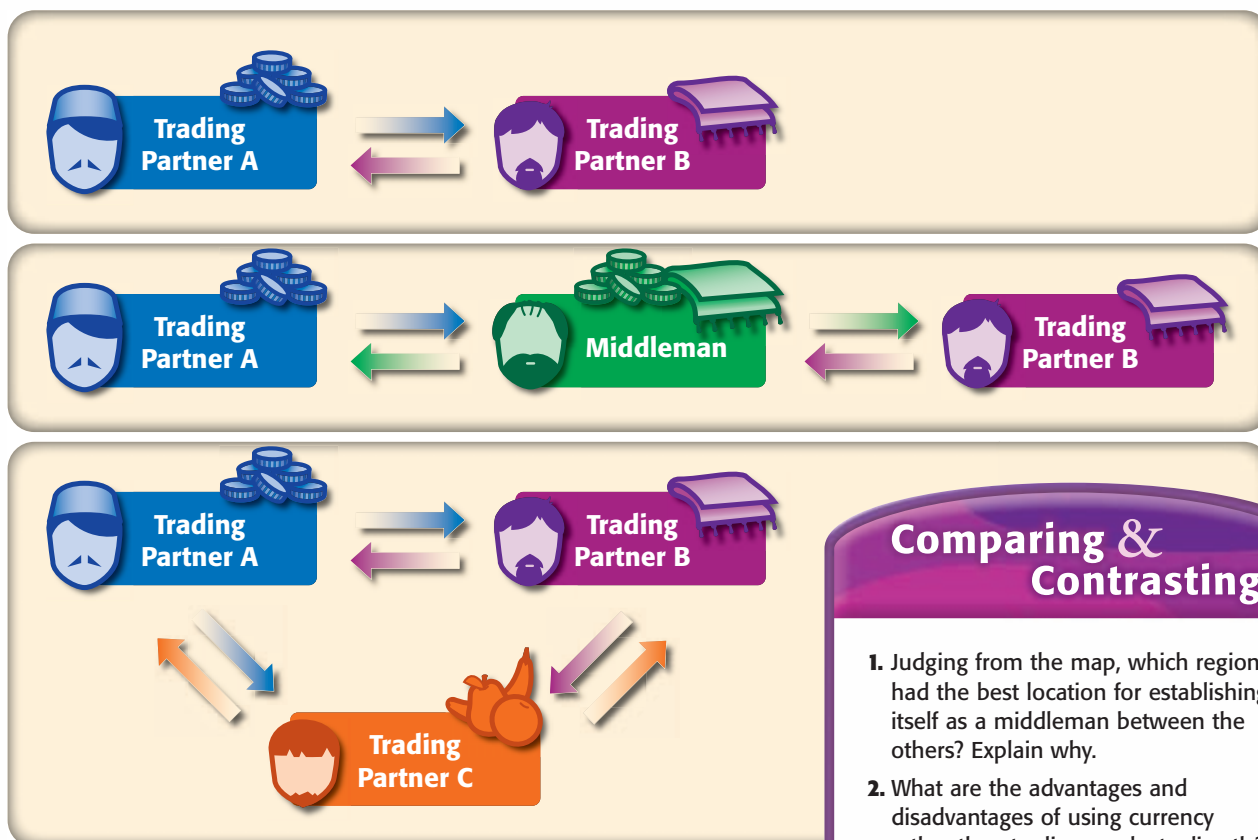 Trading
Partner A
Trading
Partner B
Trading
Partner A
Middleman
Trading
Partner B
Trading
Partner A
Trading
Partner B
Trading
Partner C
Comparing &
Contrasting
1. Judging from the map, which region
had the best location for establishing
itself as a middleman between the
others? Explain why.
2. What are the advantages and
disadvantages of using currency